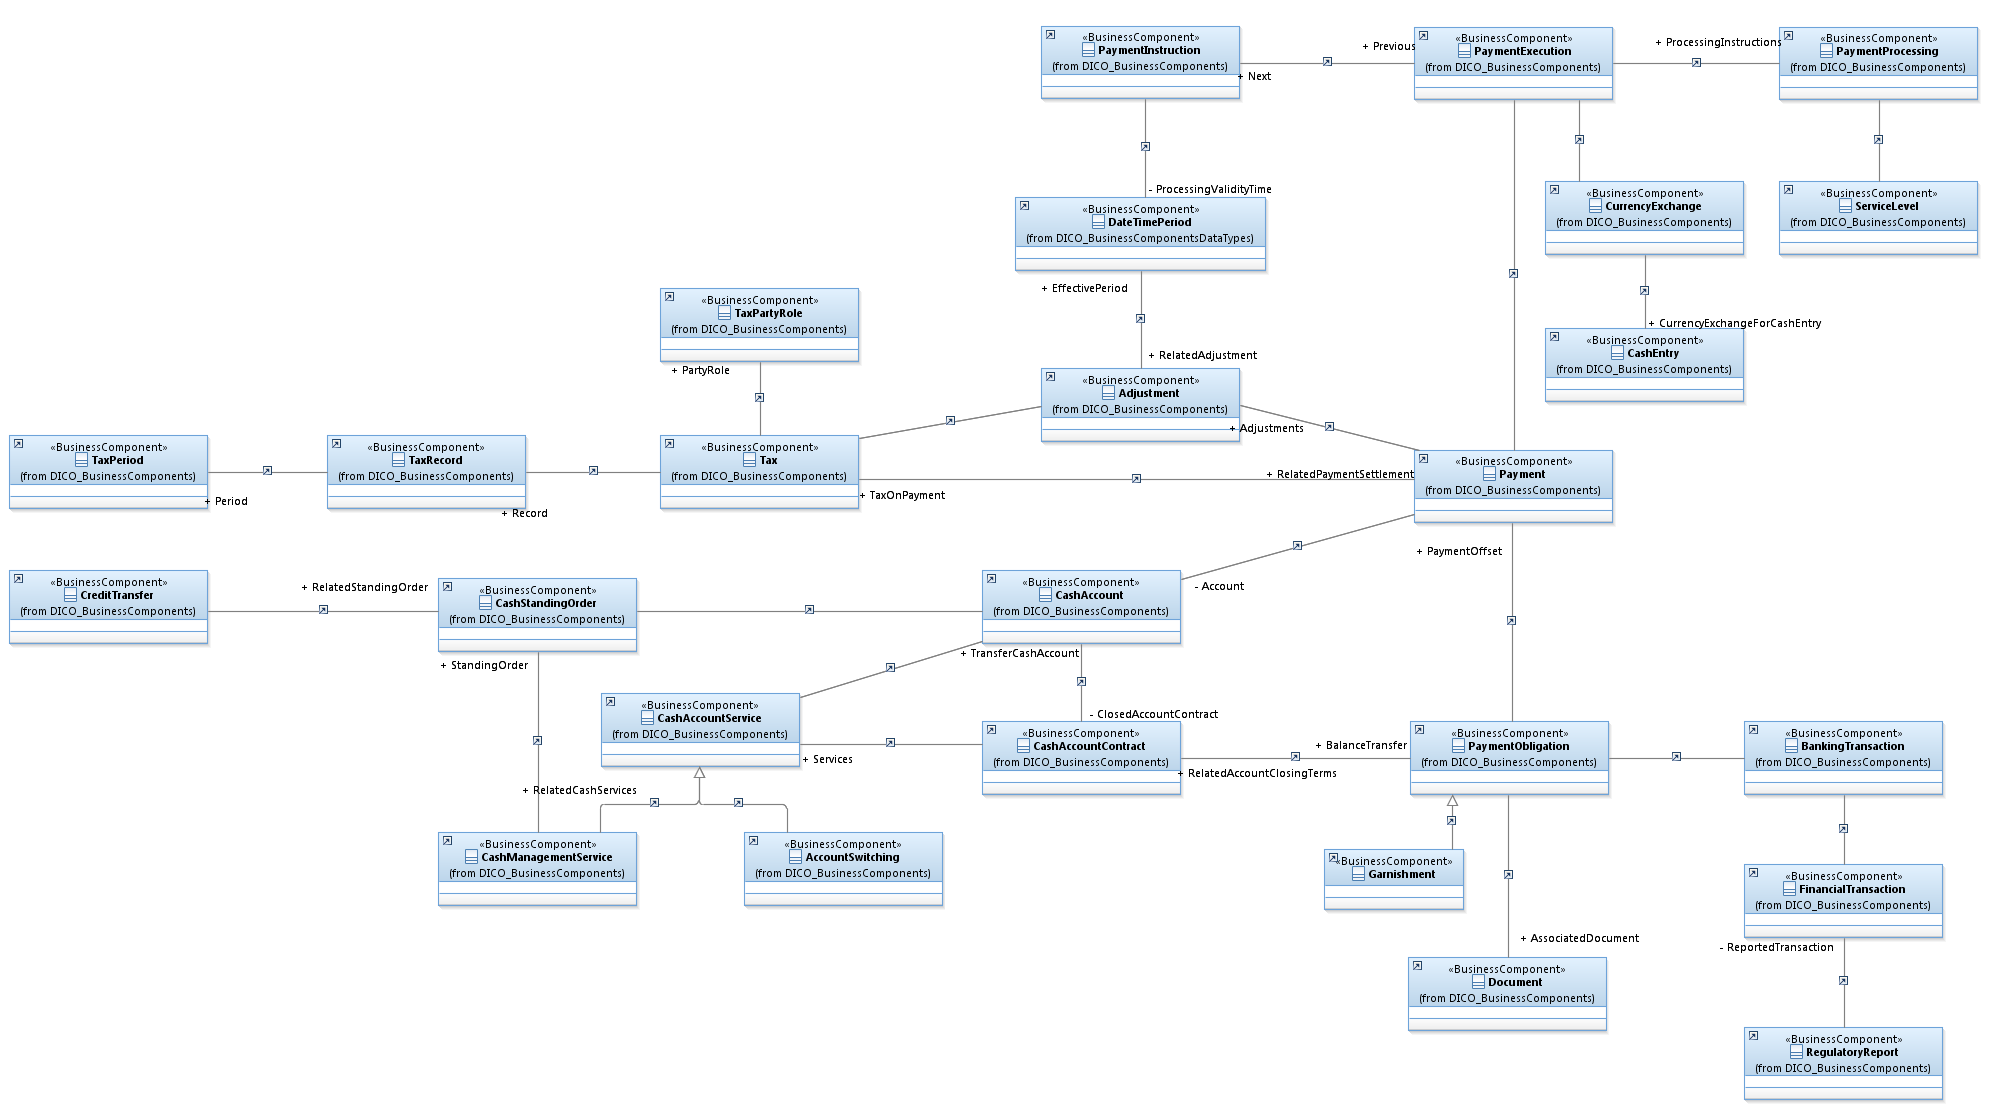 «BusinessComponent»
PaymentInstruction
(from DICO_BusinessComponents)
+ Next
+ Previous
«BusinessComponent»
PaymentExecution
(from DICO_BusinessComponents)
+ ProcessingInstructions
«BusinessComponent»
PaymentProcessing
(from DICO_BusinessComponents)
- ProcessingValidityTime
«BusinessComponent»
DateTimePeriod
(from DICO_BusinessComponentsDataTypes)
+ EffectivePeriod
«BusinessComponent»
CurrencyExchange
(from DICO_BusinessComponents)
«BusinessComponent»
ServiceLevel
(from DICO_BusinessComponents)
+ CurrencyExchangeForCashEntry
«BusinessComponent»
CashEntry
(from DICO_BusinessComponents)
«BusinessComponent»
TaxPartyRole
(from DICO_BusinessComponents)
+ PartyRole
+ RelatedAdjustment
«BusinessComponent»
Adjustment
(from DICO_BusinessComponents)
+ Adjustments
«BusinessComponent»
TaxPeriod
(from DICO_BusinessComponents)
+ Period
«BusinessComponent»
TaxRecord
(from DICO_BusinessComponents)
+ Record
«BusinessComponent»
Tax
(from DICO_BusinessComponents)
+ TaxOnPayment
+ RelatedPaymentSettlement
«BusinessComponent»
Payment
(from DICO_BusinessComponents)
+ PaymentOffset
- Account
«BusinessComponent»
CreditTransfer
(from DICO_BusinessComponents)
+ RelatedStandingOrder
«BusinessComponent»
CashStandingOrder
(from DICO_BusinessComponents)
+ StandingOrder
«BusinessComponent»
CashAccount
(from DICO_BusinessComponents)
+ TransferCashAccount
«BusinessComponent»
CashAccountService
(from DICO_BusinessComponents)
+ Services
- ClosedAccountContract
«BusinessComponent»
CashAccountContract
(from DICO_BusinessComponents)
+ RelatedAccountClosingTerms
+ BalanceTransfer
«BusinessComponent»
PaymentObligation
(from DICO_BusinessComponents)
«BusinessComponent»
BankingTransaction
(from DICO_BusinessComponents)
+ RelatedCashServices
«BusinessComponent»
CashManagementService
(from DICO_BusinessComponents)
«BusinessComponent»
AccountSwitching
(from DICO_BusinessComponents)
«BusinessComponent»
Garnishment
«BusinessComponent»
FinancialTransaction
(from DICO_BusinessComponents)
- ReportedTransaction
+ AssociatedDocument
«BusinessComponent»
Document
(from DICO_BusinessComponents)
«BusinessComponent»
RegulatoryReport
(from DICO_BusinessComponents)